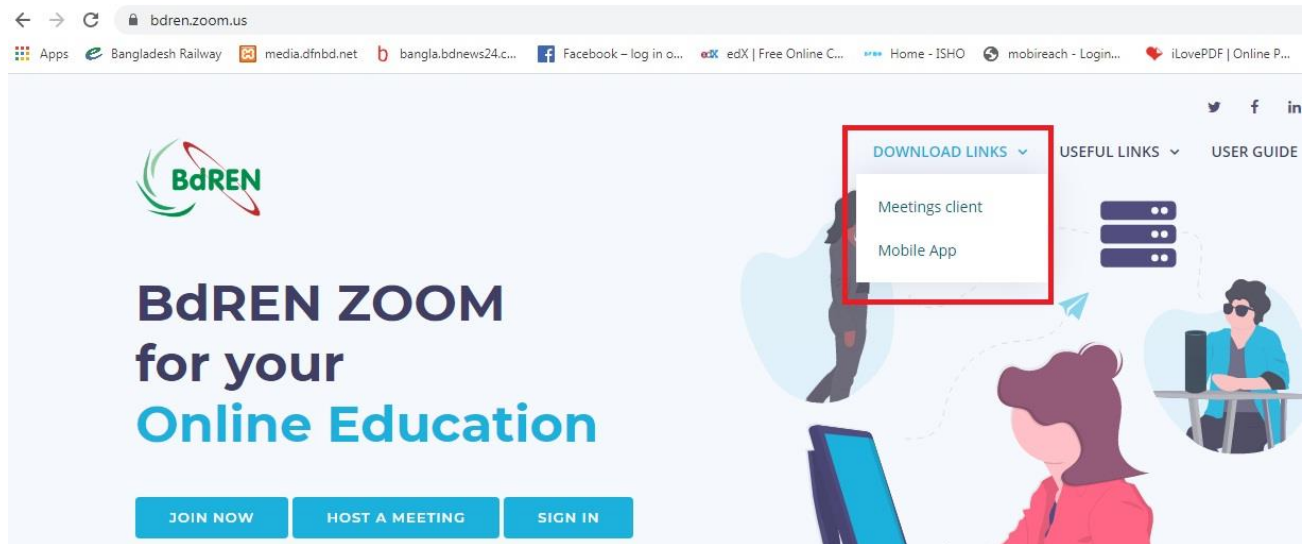 bdren.zoom.us
Apps Bangladesh Railway media.dfnbd.net bangla.bdnews24.c... Facebook – log in o... edX | Free Online C... Home - ISHO mobireach - Login... iLovePDF | Online P...
DOWNLOAD LINKS USEFUL LINKS USER GUIDE
BdREN
Meetings client
Mobile App
BdREN ZOOM
for your
Online Education
JOIN NOW HOST A MEETING SIGN IN